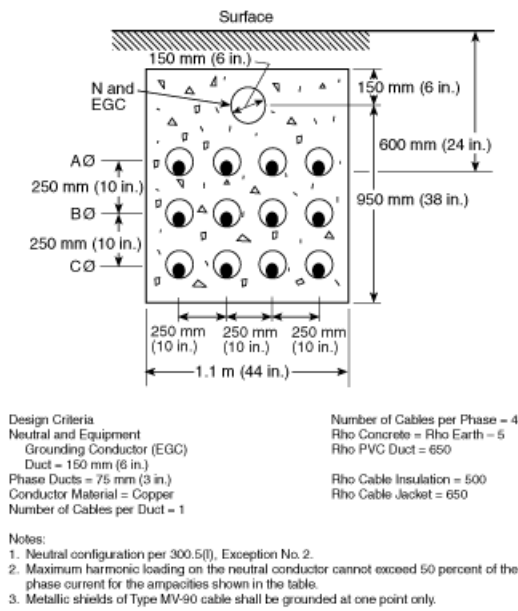 Surface
150 mm (6 in.)
N and
EGC
150 mm (6 in.)
600 mm (24 in.)
AØ
250 mm (10 in.)
950 mm (38 in.)
BØ
250 mm (10 in.)
CØ
250 mm
(10 in.)
250 mm
(10 in.)
250 mm
(10 in.)
1.1 m (44 in.)
Design Criteria
Neutral and Equipment
Grounding Conductor (EGC)
Duct = 150 mm (6 in.)
Phase Ducts = 75 mm (3 in.)
Conductor Material = Copper
Number of Cables per Duct = 1
Number of Cables per Phase = 4
Rho Concrete = Rho Earth – 5
Rho PVC Duct = 650
Rho Cable Insulation = 500
Rho Cable Jacket = 650
Notes:
1. Neutral configuration per 300.5(I), Exception No. 2.
2. Maximum harmonic loading on the neutral conductor cannot exceed 50 percent of the
phase current for the ampacities shown in the table.
3. Metallic shields of Type MV-90 cable shall be grounded at one point only.